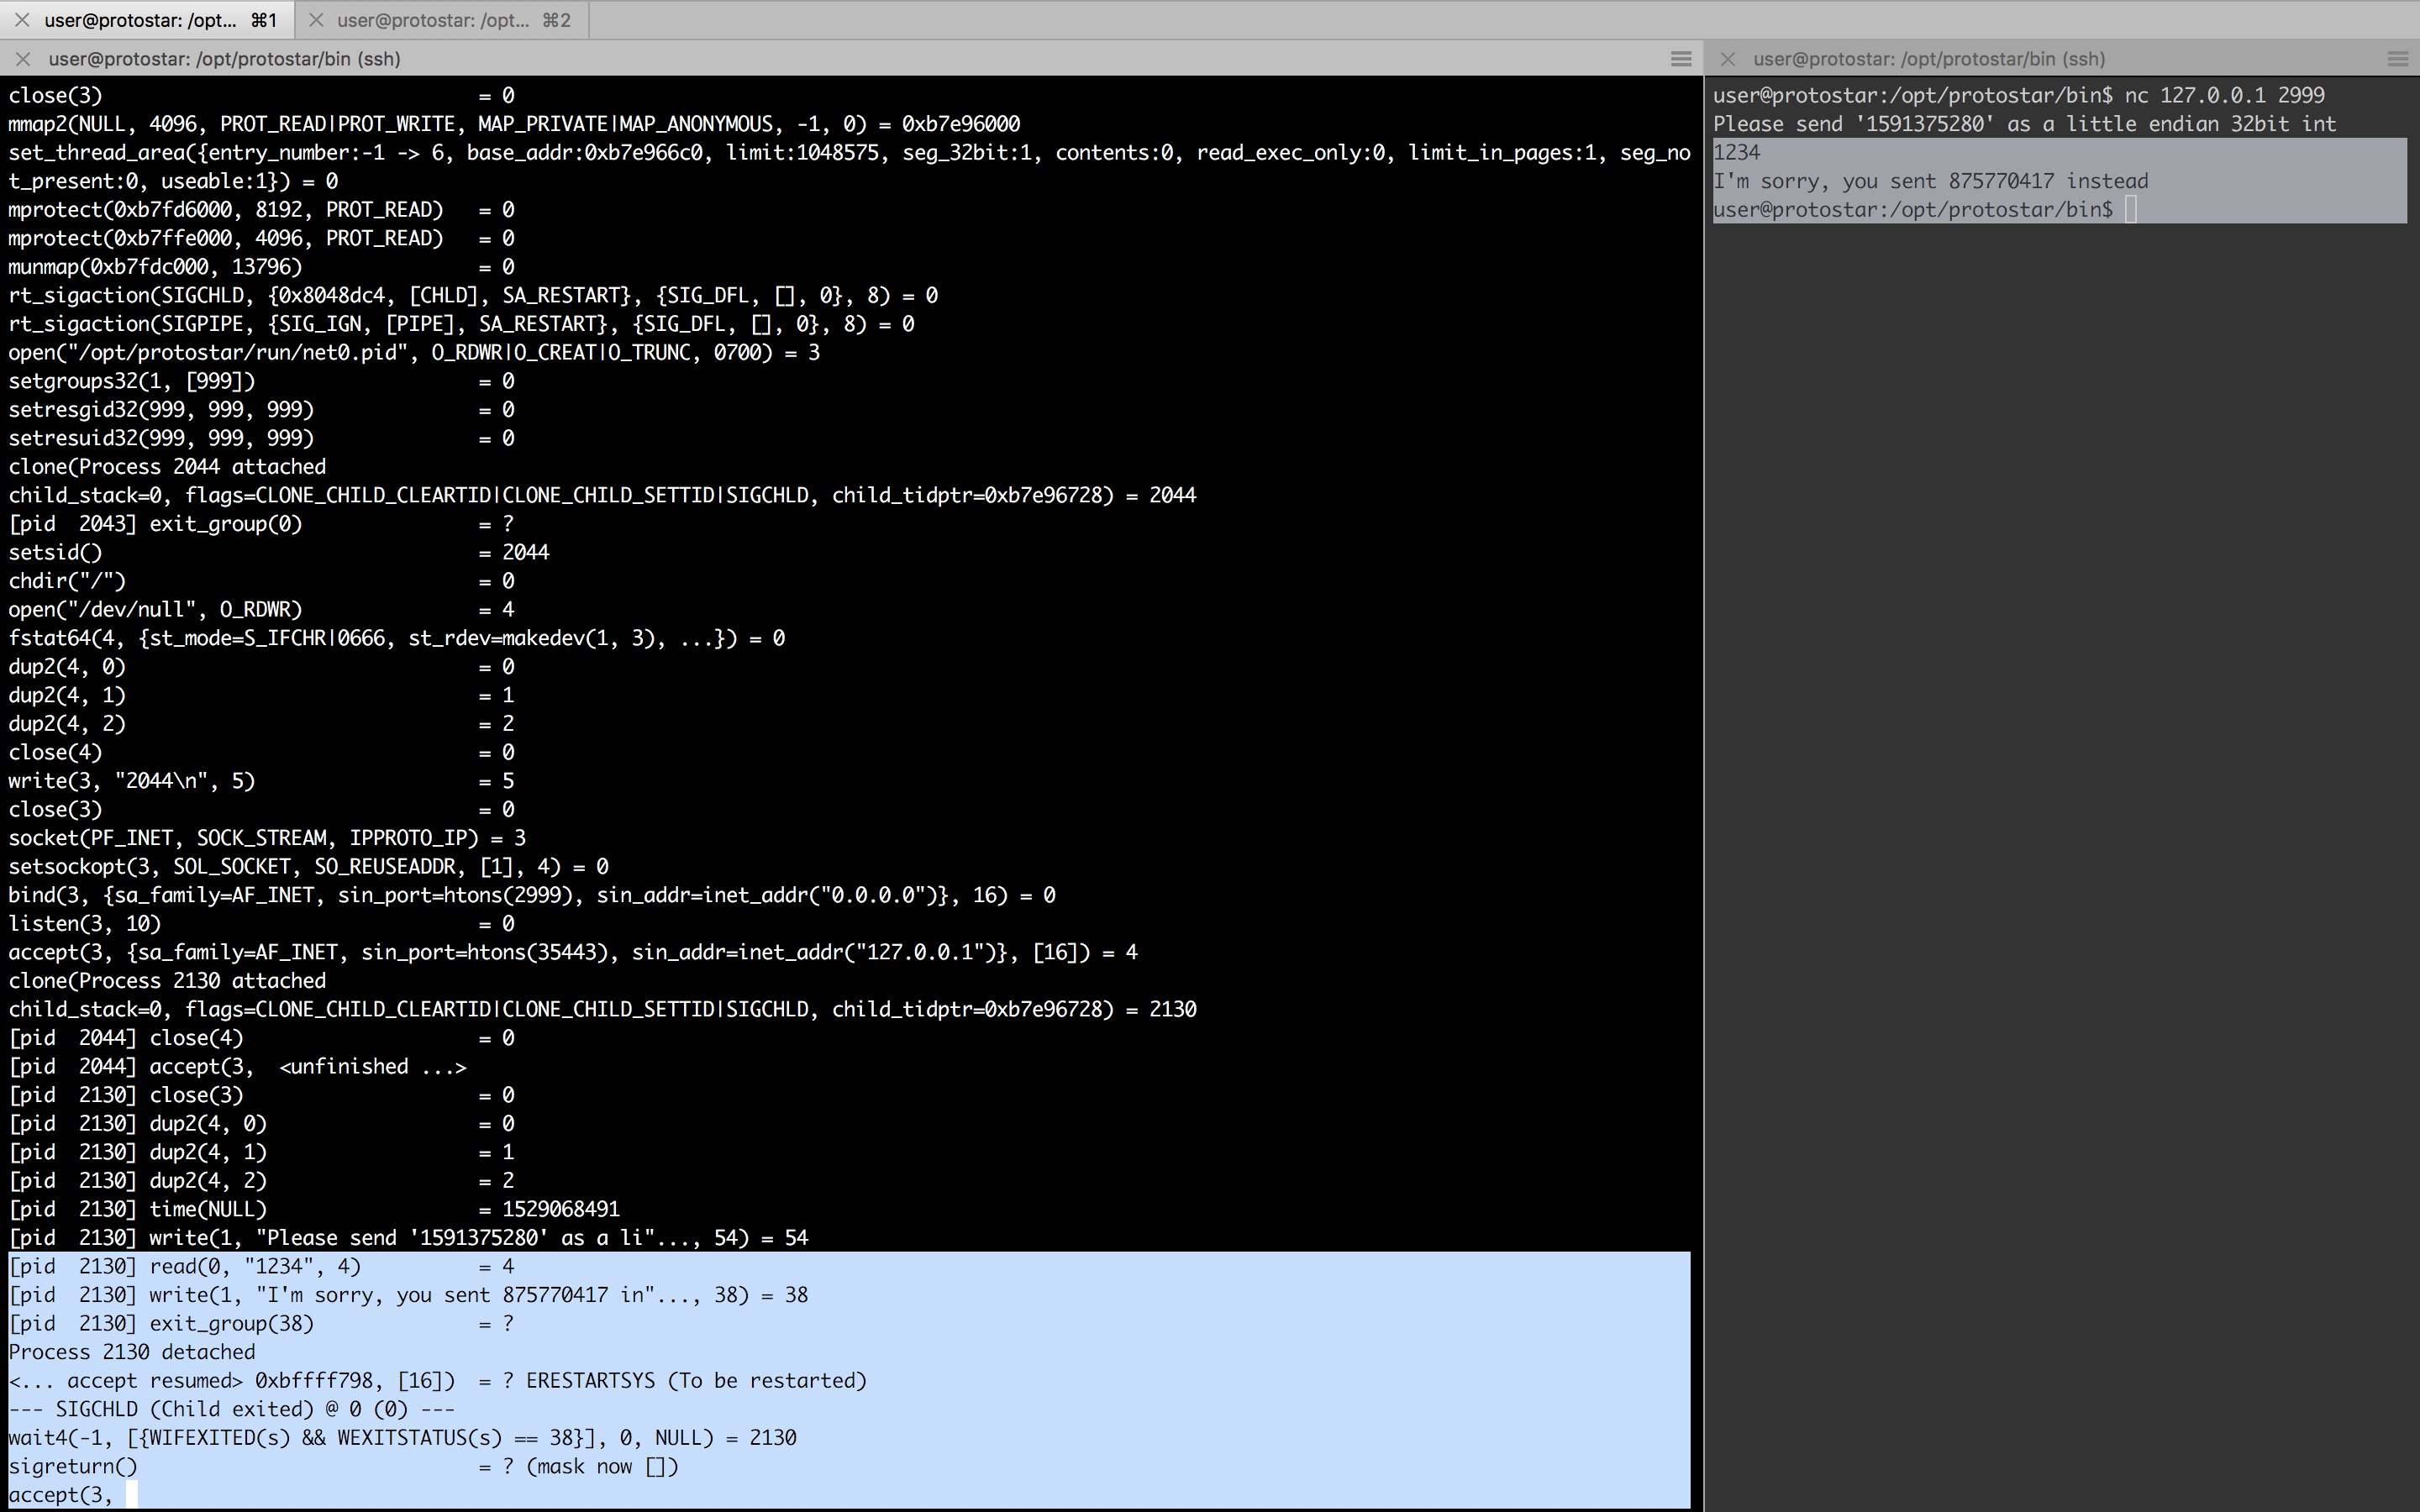 user@protostar: /opt... ⌘1
user@protostar: /opt... ⌘2
user@protostar: /opt/protostar/bin (ssh)
close(3) = 0
mmap2(NULL, 4096, PROT_READ|PROT_WRITE, MAP_PRIVATE|MAP_ANONYMOUS, -1, 0) = 0xb7e96000
set_thread_area({entry_number:-1 -> 6, base_addr:0xb7e966c0, limit:1048575, seg_32bit:1, contents:0, read_exec_only:0, limit_in_pages:1, seg_no
t_present:0, useable:1}) = 0
mprotect(0xb7fd6000, 8192, PROT_READ) = 0
mprotect(0xb7ffe000, 4096, PROT_READ) = 0
munmap(0xb7fdc000, 13796) = 0
rt_sigaction(SIGCHLD, {0x8048dc4, [CHLD], SA_RESTART}, {SIG_DFL, [], 0}, 8) = 0
rt_sigaction(SIGPIPE, {SIG_IGN, [PIPE], SA_RESTART}, {SIG_DFL, [], 0}, 8) = 0
open("/opt/protostar/run/net0.pid", O_RDWR|O_CREAT|O_TRUNC, 0700) = 3
setgroups32(1, [999]) = 0
setresgid32(999, 999, 999) = 0
setresuid32(999, 999, 999) = 0
clone(Process 2044 attached
child_stack=0, flags=CLONE_CHILD_CLEARTID|CLONE_CHILD_SETTID|SIGCHLD, child_tidptr=0xb7e96728) = 2044
[pid  2043] exit_group(0) = ?
setsid() = 2044
chdir("/") = 0
open("/dev/null", O_RDWR) = 4
fstat64(4, {st_mode=S_IFCHR|0666, st_rdev=makedev(1, 3), ...}) = 0
dup2(4, 0) = 0
dup2(4, 1) = 1
dup2(4, 2) = 2
close(4) = 0
write(3, "2044\n", 5) = 5
close(3) = 0
socket(PF_INET, SOCK_STREAM, IPPROTO_IP) = 3
setsockopt(3, SOL_SOCKET, SO_REUSEADDR, [1], 4) = 0
bind(3, {sa_family=AF_INET, sin_port=htons(2999), sin_addr=inet_addr("0.0.0.0")}, 16) = 0
listen(3, 10) = 0
accept(3, {sa_family=AF_INET, sin_port=htons(35443), sin_addr=inet_addr("127.0.0.1")}, [16]) = 4
clone(Process 2130 attached
child_stack=0, flags=CLONE_CHILD_CLEARTID|CLONE_CHILD_SETTID|SIGCHLD, child_tidptr=0xb7e96728) = 2130
[pid  2044] close(4) = 0
[pid  2044] accept(3,  <unfinished ...>
[pid  2130] close(3) = 0
[pid  2130] dup2(4, 0) = 0
[pid  2130] dup2(4, 1) = 1
[pid  2130] dup2(4, 2) = 2
[pid  2130] time(NULL) = 1529068491
[pid  2130] write(1, "Please send '1591375280' as a li"..., 54) = 54
[pid  2130] read(0, "1234", 4) = 4
[pid  2130] write(1, "I'm sorry, you sent 875770417 in"..., 38) = 38
[pid  2130] exit_group(38) = ?
Process 2130 detached
<... accept resumed> 0xbffff798, [16]) = ? ERESTARTSYS (To be restarted)
--- SIGCHLD (Child exited) @ 0 (0) ---
wait4(-1, [{WIFEXITED(s) && WEXITSTATUS(s) == 38}], 0, NULL) = 2130
sigreturn() = ? (mask now [])
accept(3,
user@protostar: /opt/protostar/bin (ssh)
user@protostar:/opt/protostar/bin$ nc 127.0.0.1 2999
Please send '1591375280' as a little endian 32bit int
1234
I'm sorry, you sent 875770417 instead
user@protostar:/opt/protostar/bin$